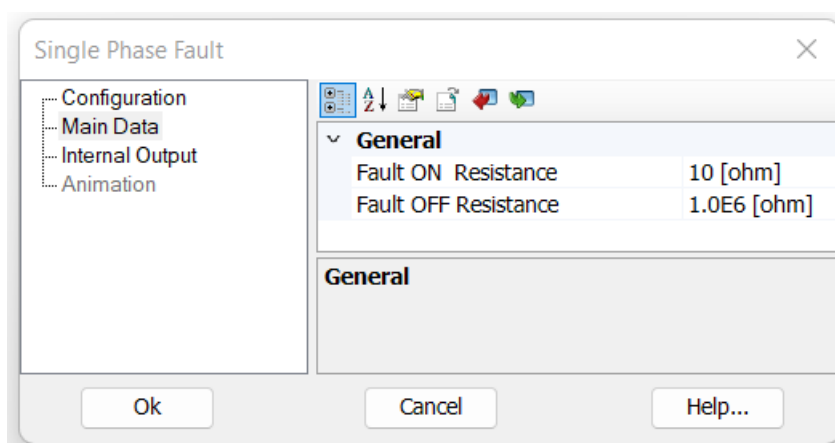 Single Phase Fault
Configuration
Main Data
Internal Output
Animation
General
Fault ON  Resistance 10 [ohm]
Fault OFF Resistance 1.0E6 [ohm]
General
Ok Cancel Help...